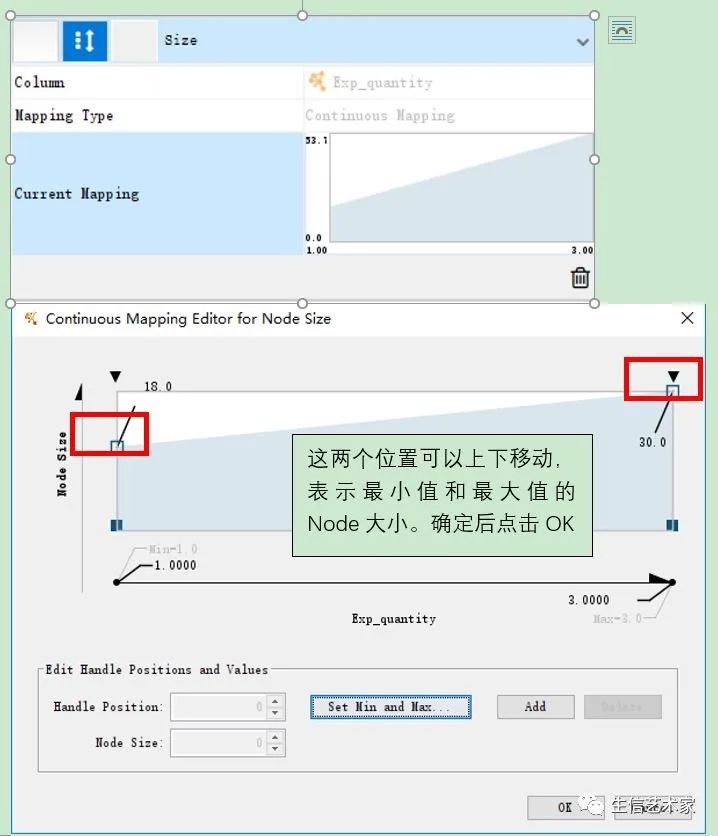 Size
Column
Exp_quantity
Mapping Type
Continuous Mapping
53.1
Current Mapping
0.0
1.00
3.00
Continuous Mapping Editor for Node Size
18.0
Node Size
30.0
这两个位置可以上下移动，
表示最小值和最大值的
Node 大小。确定后点击 OK
Min=1.0
1.0000
3.0000
Exp_quantity
Max=3.0
Edit Handle Positions and Values
Handle Position:
0
Set Min and Max...
Add
Delete
Node Size:
0
OK
生信艺术家